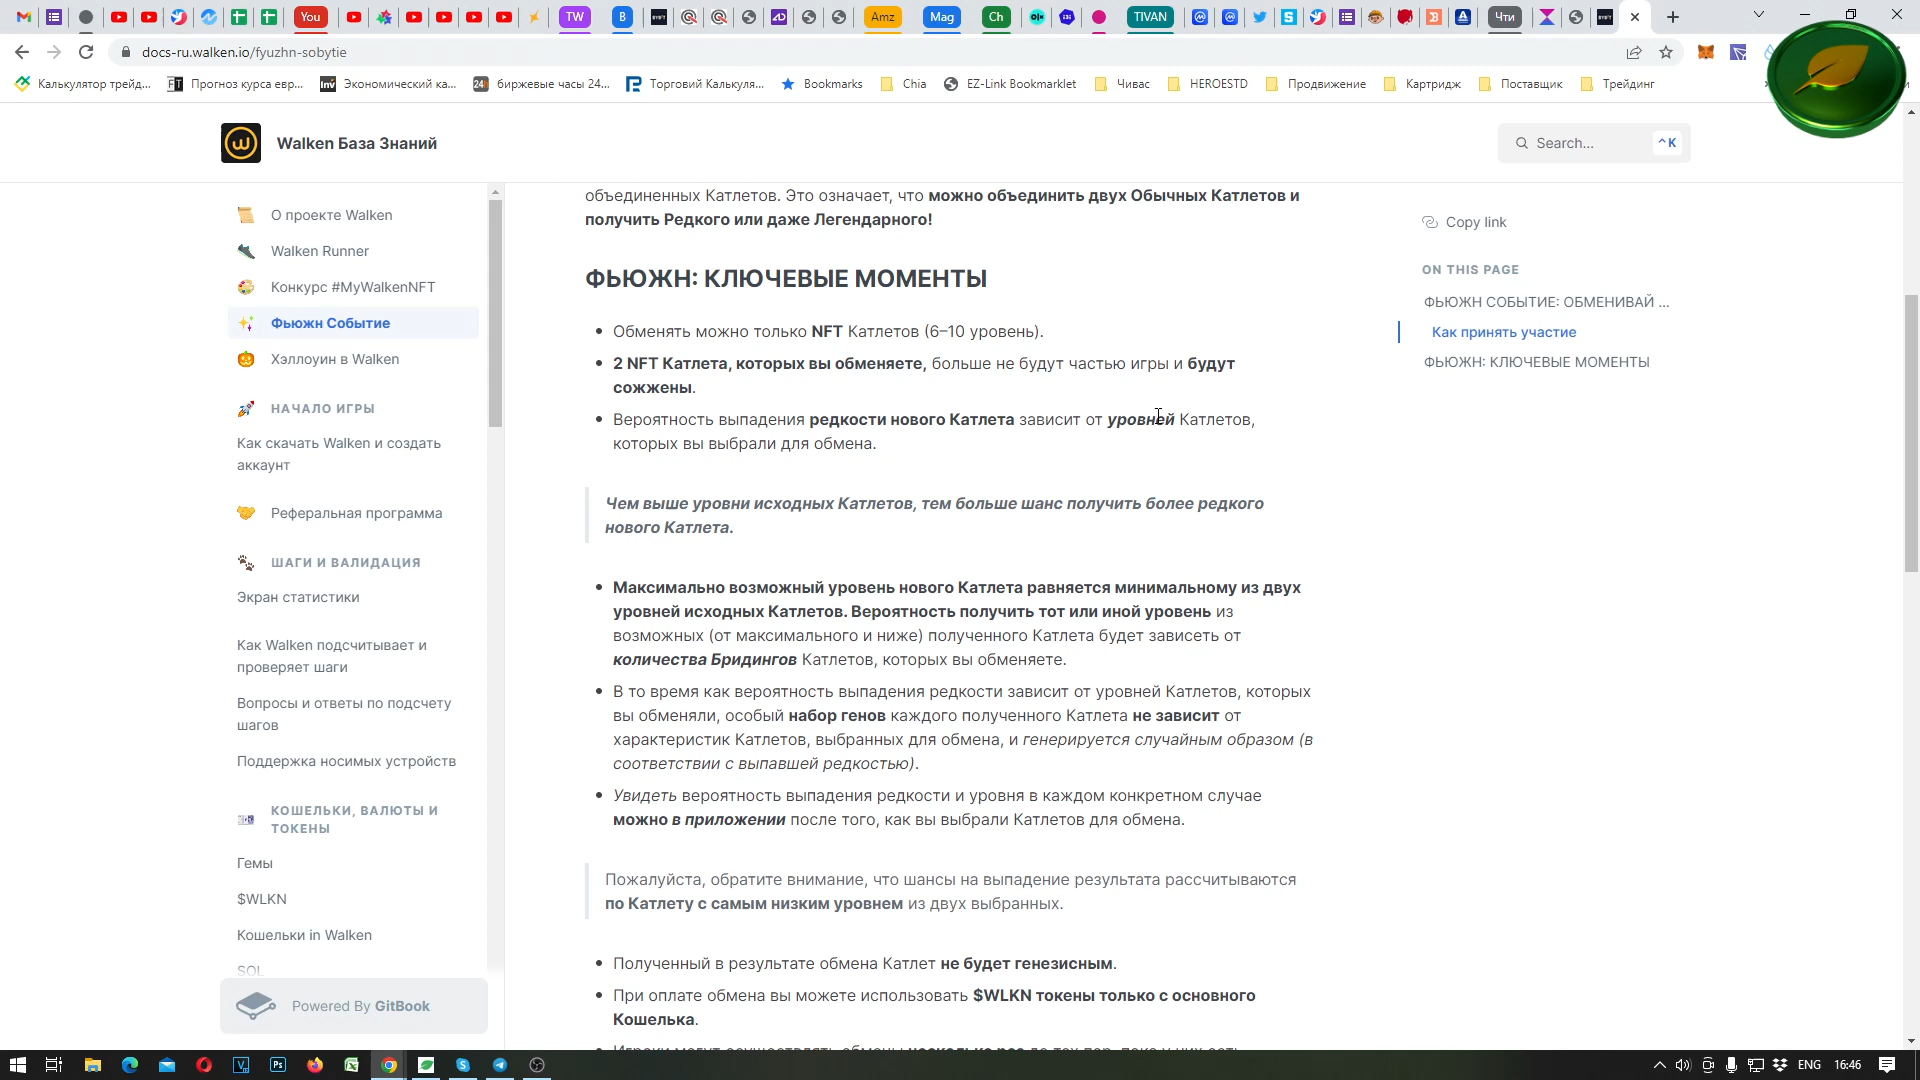 You
TW
B
Amz
Mag
Ch
TIVAN
Чти
docs-ru.walken.io/fyuzhn-sobytie
Калькулятор трейд...
Прогноз курса евр...
Экономический ка...
биржевые часы 24...
Торговий Калькуля...
Bookmarks
Chia
EZ-Link Bookmarklet
Чивас
HEROESTD
Продвижение
Картридж
Поставщик
Трейдинг
Walken База Знаний
Search...
^K
О проекте Walken
Walken Runner
Конкурс #MyWalkenNFT
Фьюжн Событие
Хэллоуин в Walken
НАЧАЛО ИГРЫ
Как скачать Walken и создать
аккаунт
Реферальная программа
ШАГИ И ВАЛИДАЦИЯ
Экран статистики
Как Walken подсчитывает и
проверяет шаги
Вопросы и ответы по подсчету
шагов
Поддержка носимых устройств
КОШЕЛЬКИ, ВАЛЮТЫ И
ТОКЕНЫ
Гемы
$WLKN
Кошельки in Walken
SOL
Powered By GitBook
объединенных Катлетов. Это означает, что можно объединить двух Обычных Катлетов и
получить Редкого или даже Легендарного!
ФЬЮЖН: КЛЮЧЕВЫЕ МОМЕНТЫ
Обменять можно только NFT Катлетов (6–10 уровень).
2 NFT Катлета, которых вы обменяете, больше не будут частью игры и будут
сожжены.
Вероятность выпадения редкости нового Катлета зависит от уровней Катлетов,
которых вы выбрали для обмена.
Чем выше уровни исходных Катлетов, тем больше шанс получить более редкого
нового Катлета.
Максимально возможный уровень нового Катлета равняется минимальному из двух
уровней исходных Катлетов. Вероятность получить тот или иной уровень из
возможных (от максимального и ниже) полученного Катлета будет зависеть от
количества Бридингов Катлетов, которых вы обменяете.
В то время как вероятность выпадения редкости зависит от уровней Катлетов, которых
вы обменяли, особый набор генов каждого полученного Катлета не зависит от
характеристик Катлетов, выбранных для обмена, и генерируется случайным образом (в
соответствии с выпавшей редкостью).
Увидеть вероятность выпадения редкости и уровня в каждом конкретном случае
можно в приложении после того, как вы выбрали Катлетов для обмена.
Пожалуйста, обратите внимание, что шансы на выпадение результата рассчитываются
по Катлету с самым низким уровнем из двух выбранных.
Полученный в результате обмена Катлет не будет генезисным.
При оплате обмена вы можете использовать $WLKN токены только с основного
Кошелька.
Copy link
ON THIS PAGE
ФЬЮЖН СОБЫТИЕ: ОБМЕНИВАЙ ...
Как принять участие
ФЬЮЖН: КЛЮЧЕВЫЕ МОМЕНТЫ
ENG
16:46